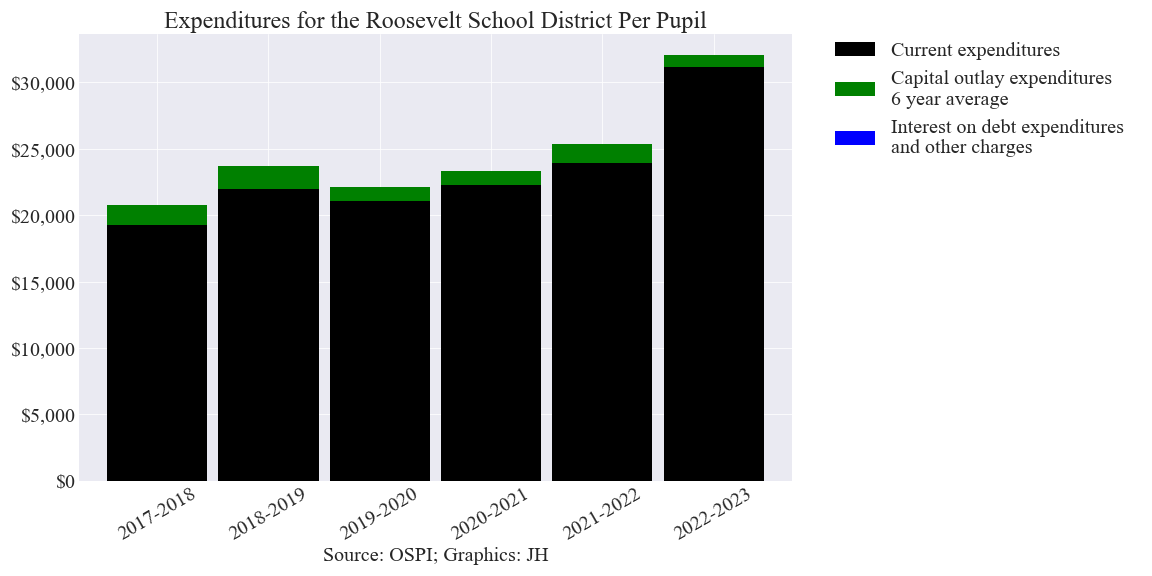 Expenditures for the Roosevelt School District Per Pupil
$30,000
$25,000
$20,000
$15,000
$10,000
$5,000
$0
2017-2018
2018-2019
2019-2020
2020-2021
2021-2022
2022-2023
Source: OSPI; Graphics: JH
Current expenditures
Capital outlay expenditures
6 year average
Interest on debt expenditures
and other charges